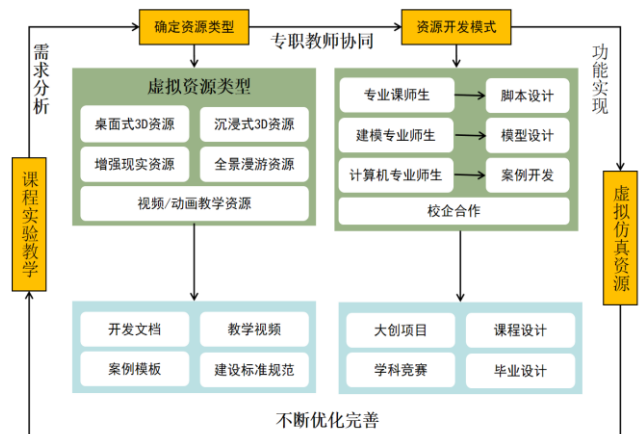 确定资源类型
专职教师协同
资源开发模式
需求分析
功能实现
虚拟资源类型
桌面式3D资源
沉浸式3D资源
增强现实资源
全景漫游资源
视频/动画教学资源
专业课师生
脚本设计
建模专业师生
模型设计
计算机专业师生
案例开发
校企合作
课程实验教学
虚拟仿真资源
开发文档
教学视频
案例模板
建设标准规范
大创项目
课程设计
学科竞赛
毕业设计
不断优化完善